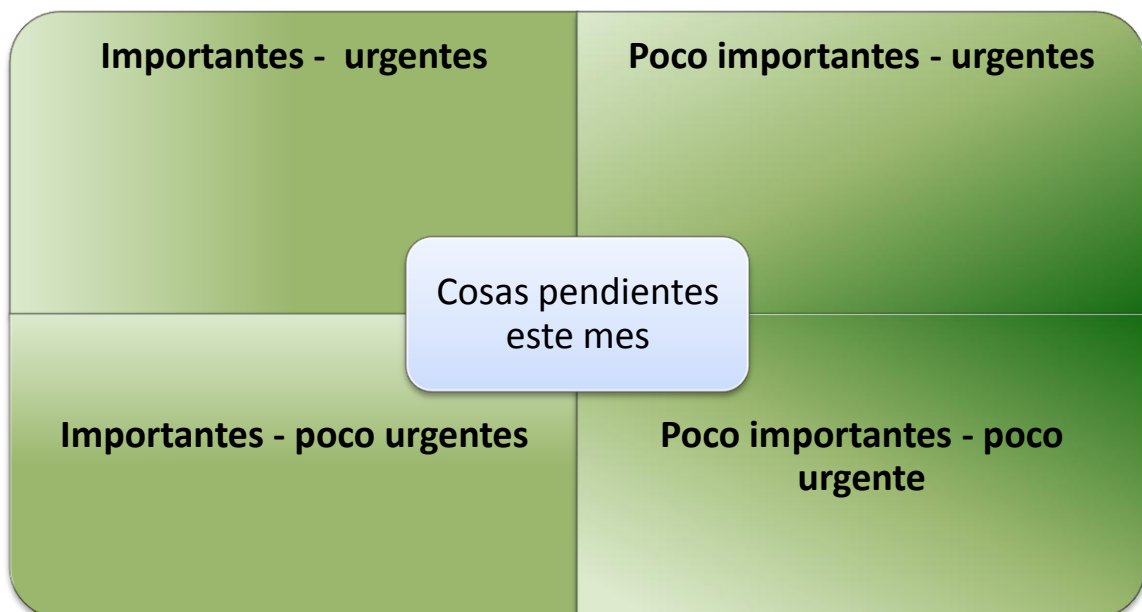 Importantes - urgentes
Poco importantes - urgentes
Cosas pendientes
este mes
Importantes - poco urgentes
Poco importantes - poco
urgente